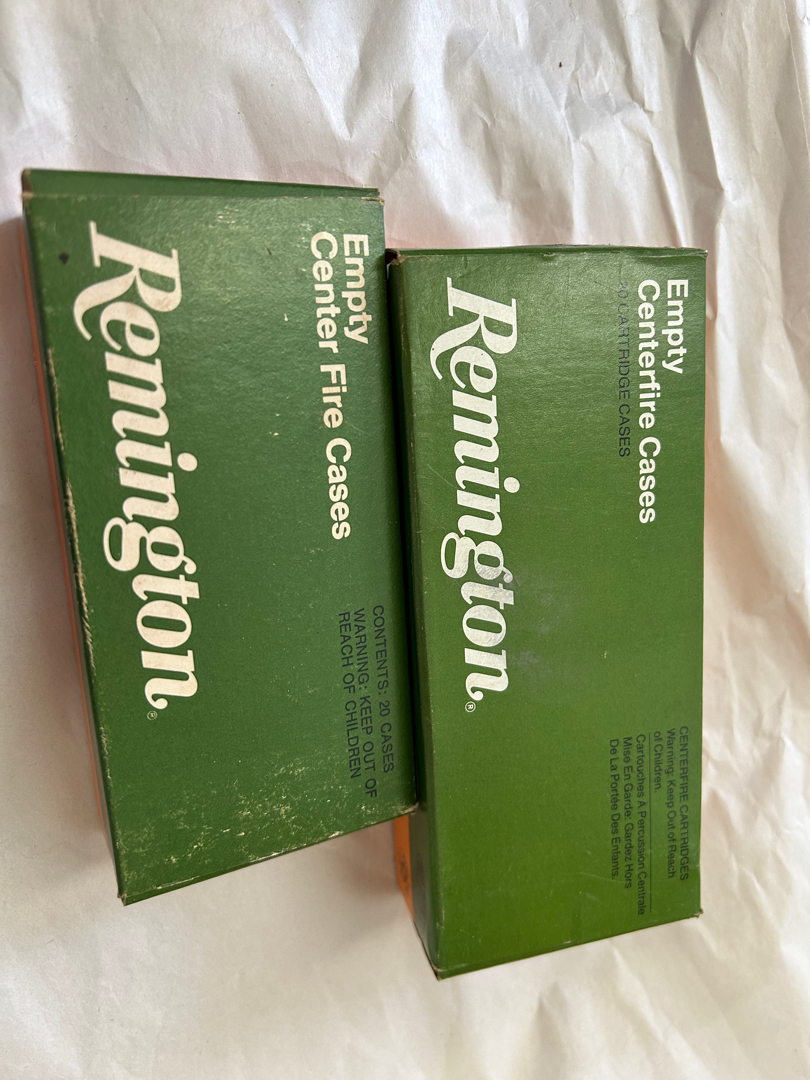 Empty
Center Fire Cases
Remington®
CONTENTS: 20 CASES
WARNING: KEEP OUT OF
REACH OF CHILDREN
Empty
Centerfire Cases
20 CARTRIDGE CASES
Remington®
CENTERFIRE CARTRIDGES
Warning: Keep Out of Reach
of Children.
Cartouches A Percussion Centrale
Mise En Garde: Gardez Hors
De La Portée Des Enfants.